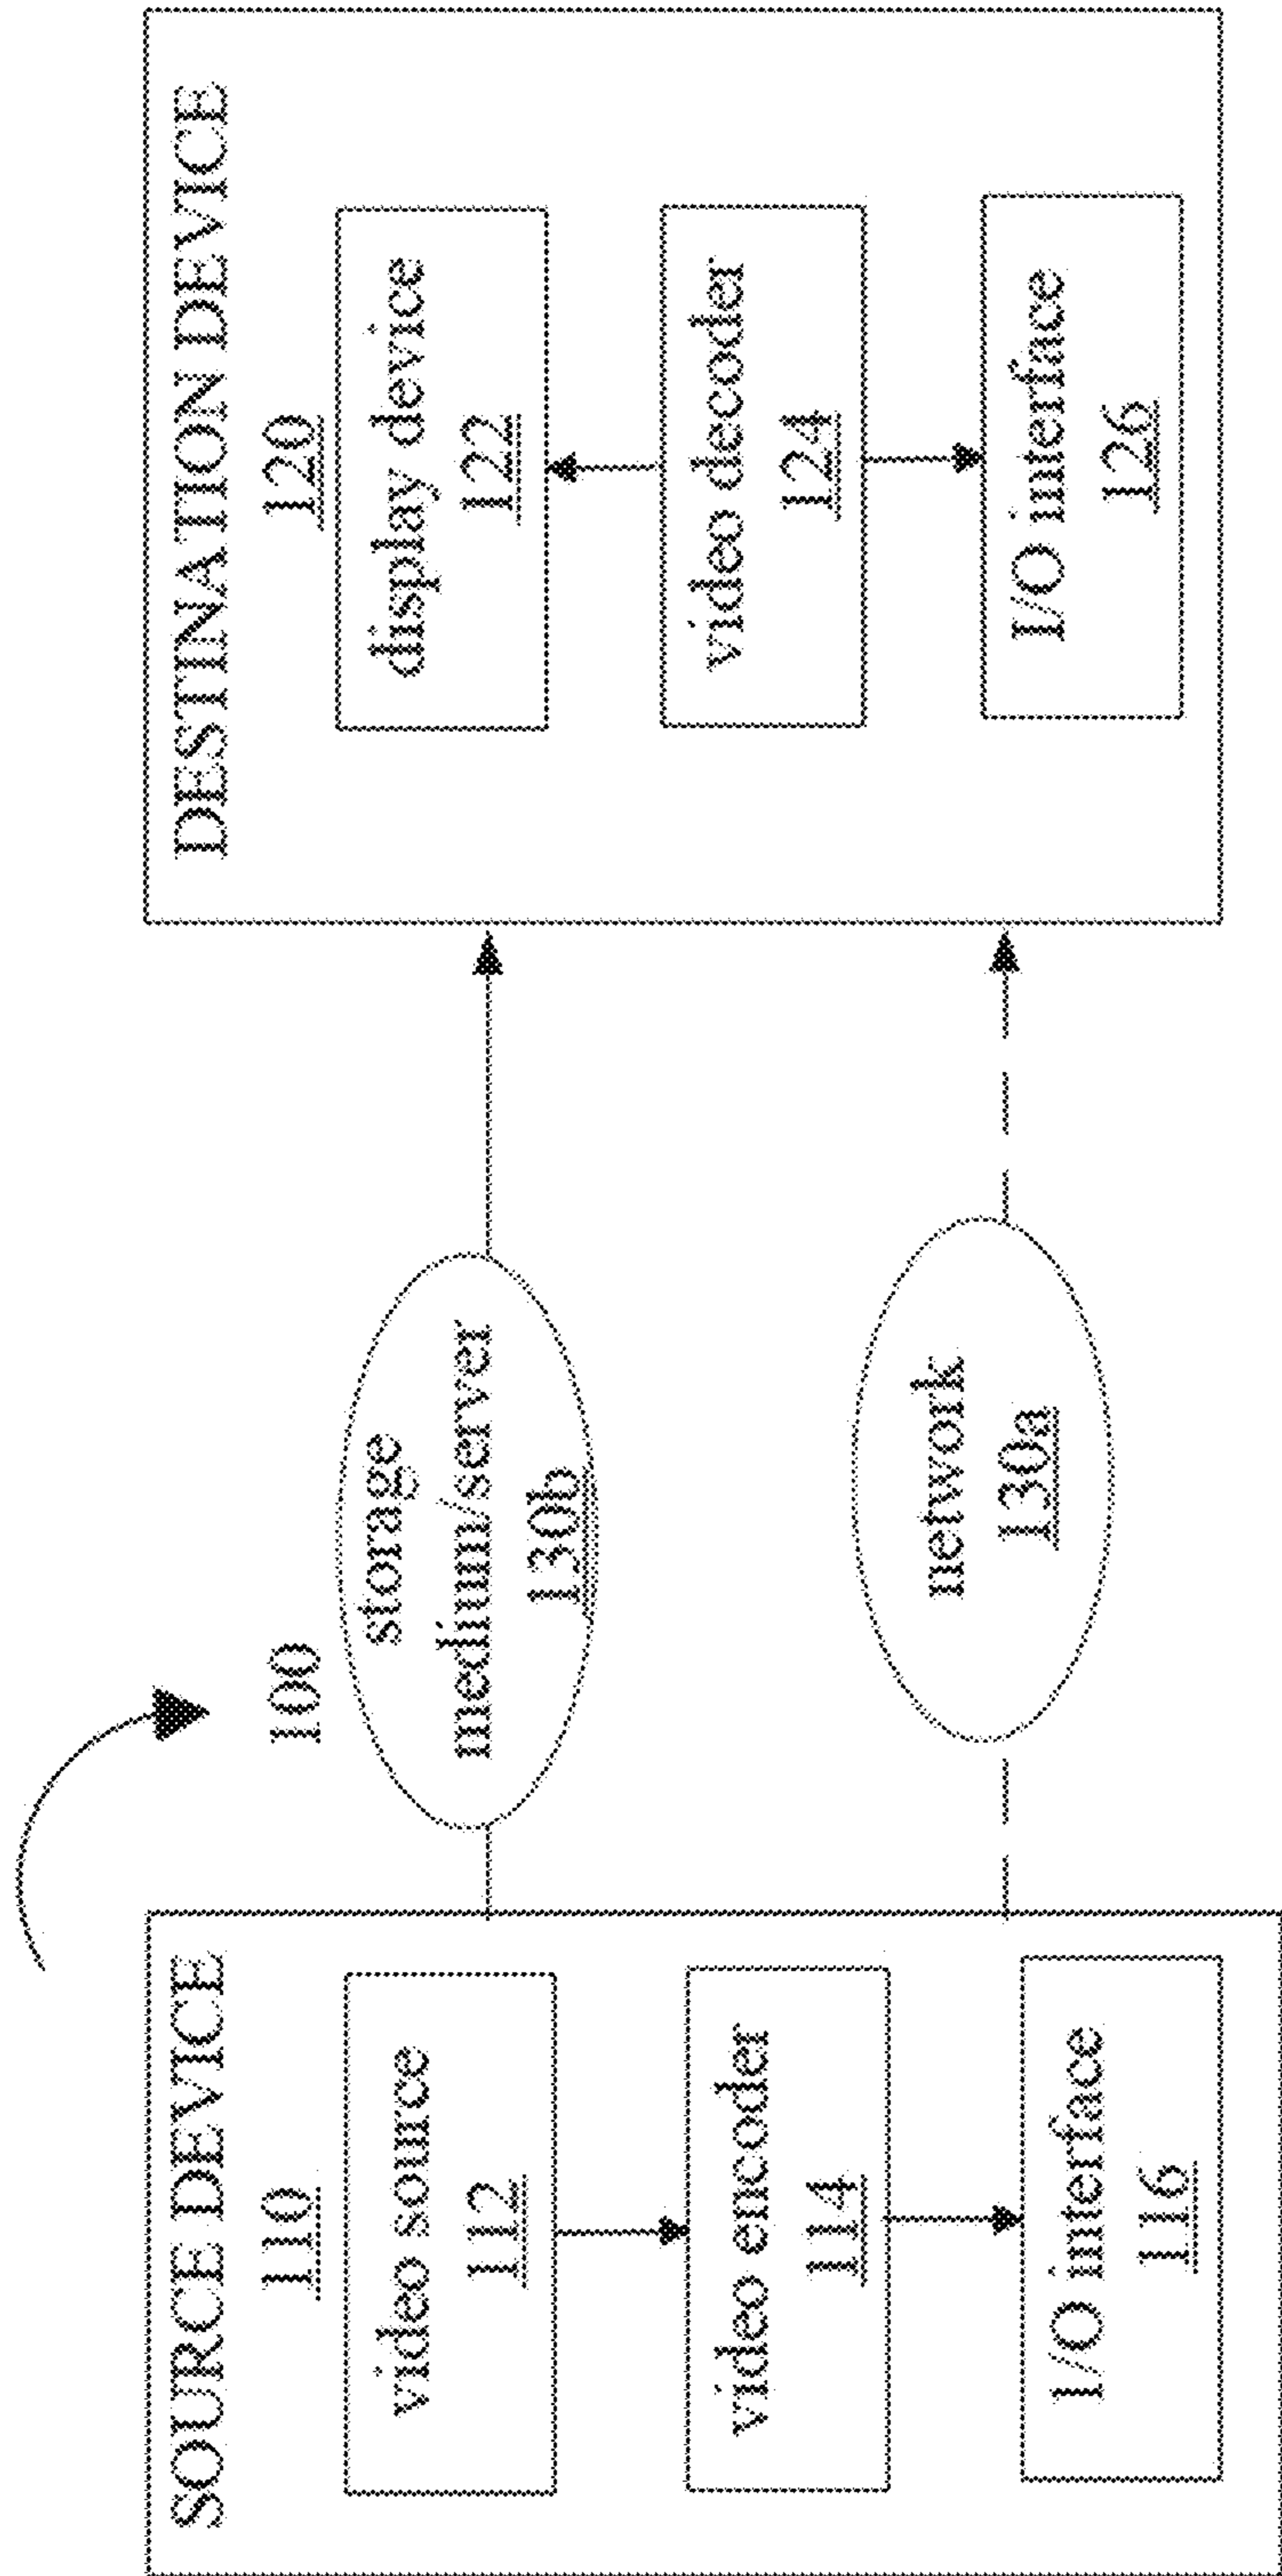 100
SOURCE DEVICE
110
video source
112
video encoder
114
I/O interface
116
storage
medium/server
130b
network
130a
DESTINATION DEVICE
120
display device
122
video decoder
124
I/O interface
126